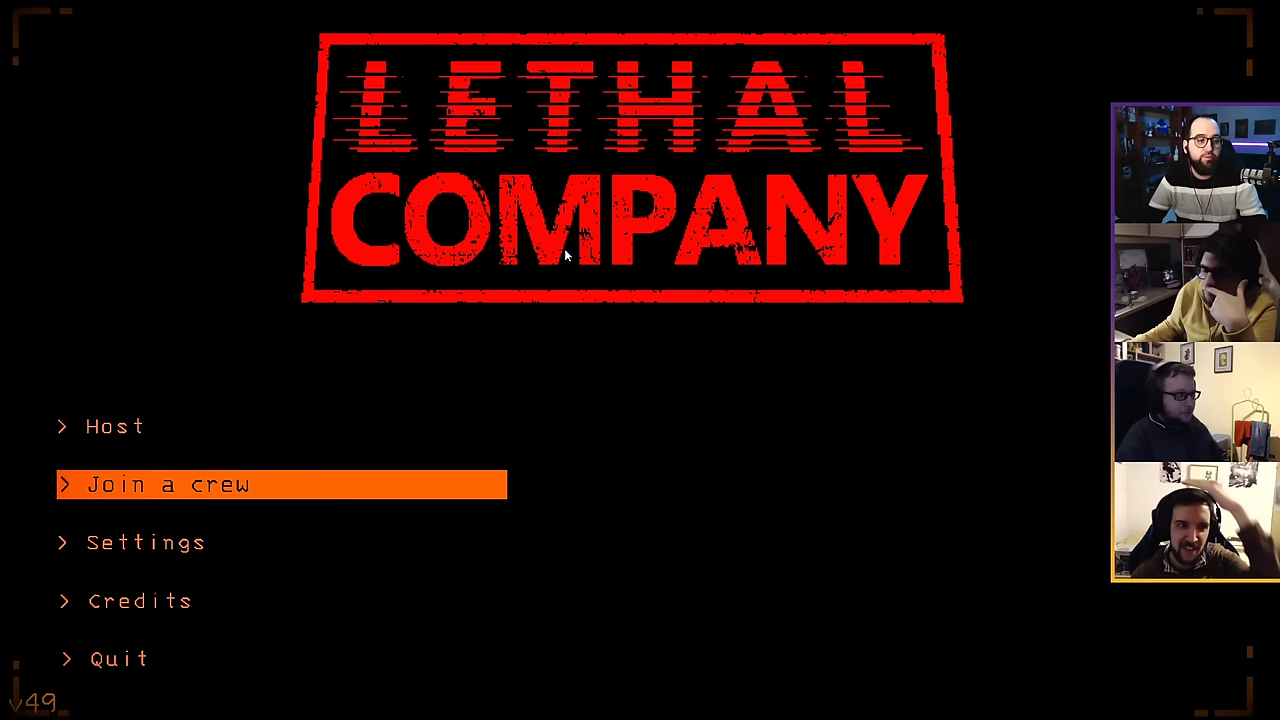 LETHAL
COMPANY
> Host
> Join a crew
> Settings
> Credits
> Quit
v49